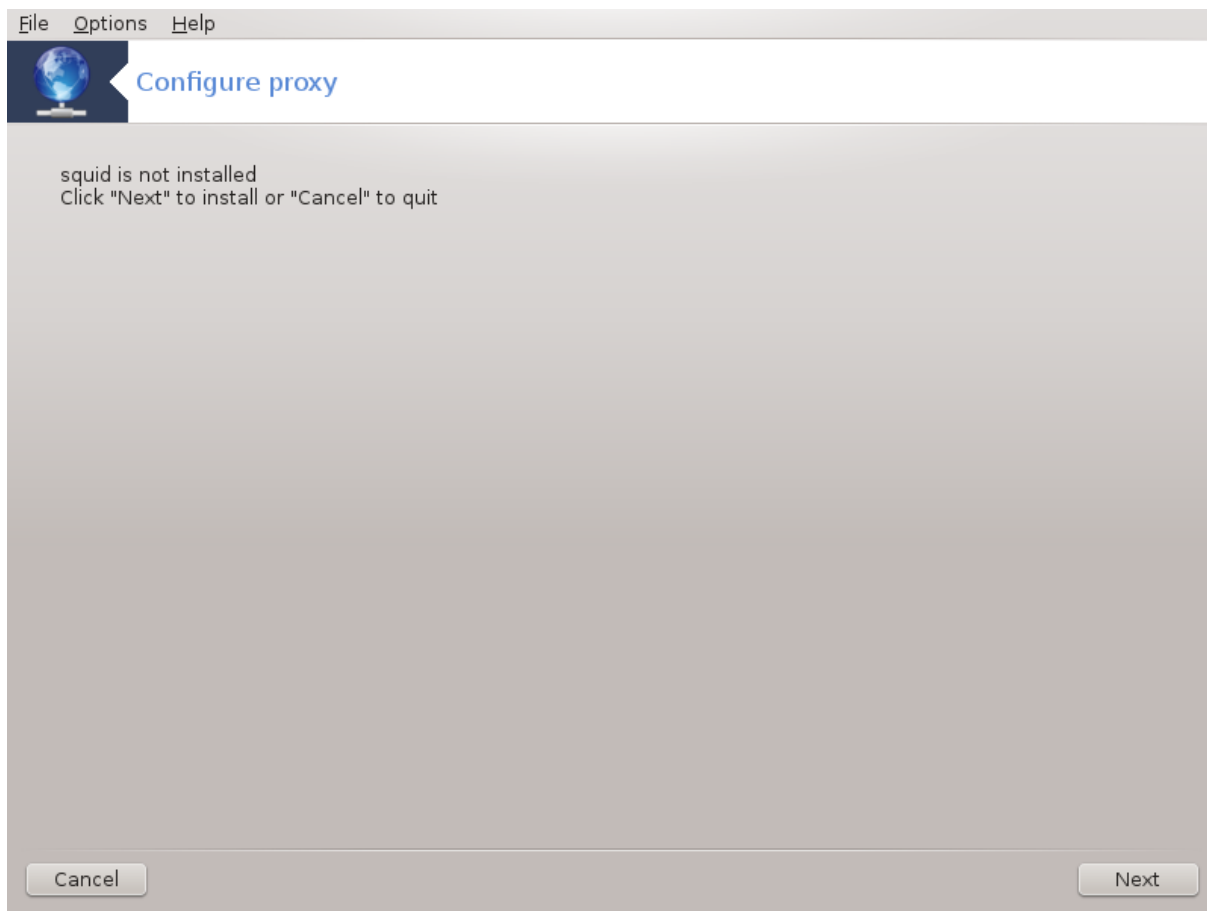 File Options Help
Configure proxy
squid is not installed
Click "Next" to install or "Cancel" to quit
Cancel Next